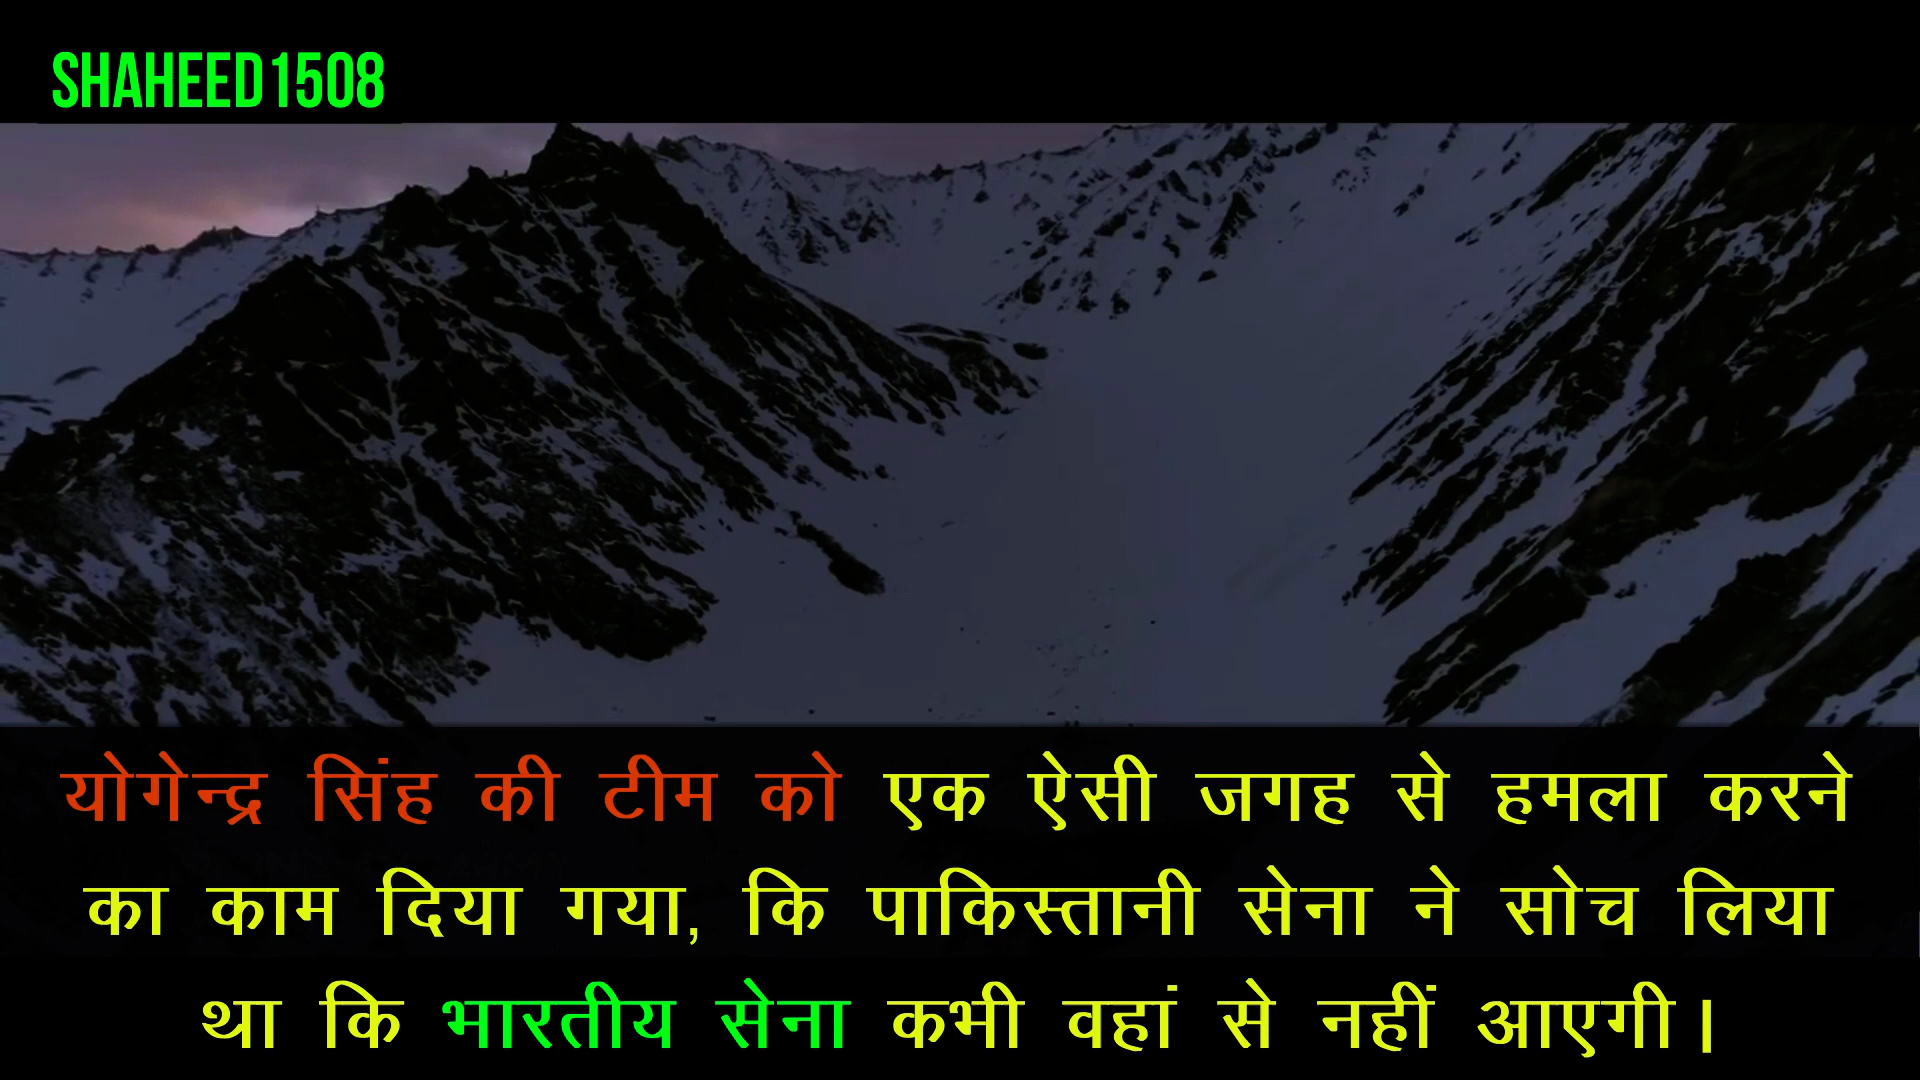 SHAHEED1508
योगेन्द्र सिंह की टीम को एक ऐसी जगह से हमला करने
का काम दिया गया, कि पाकिस्तानी सेना ने सोच लिया
था कि भारतीय सेना कभी वहां से नहीं आएगी।